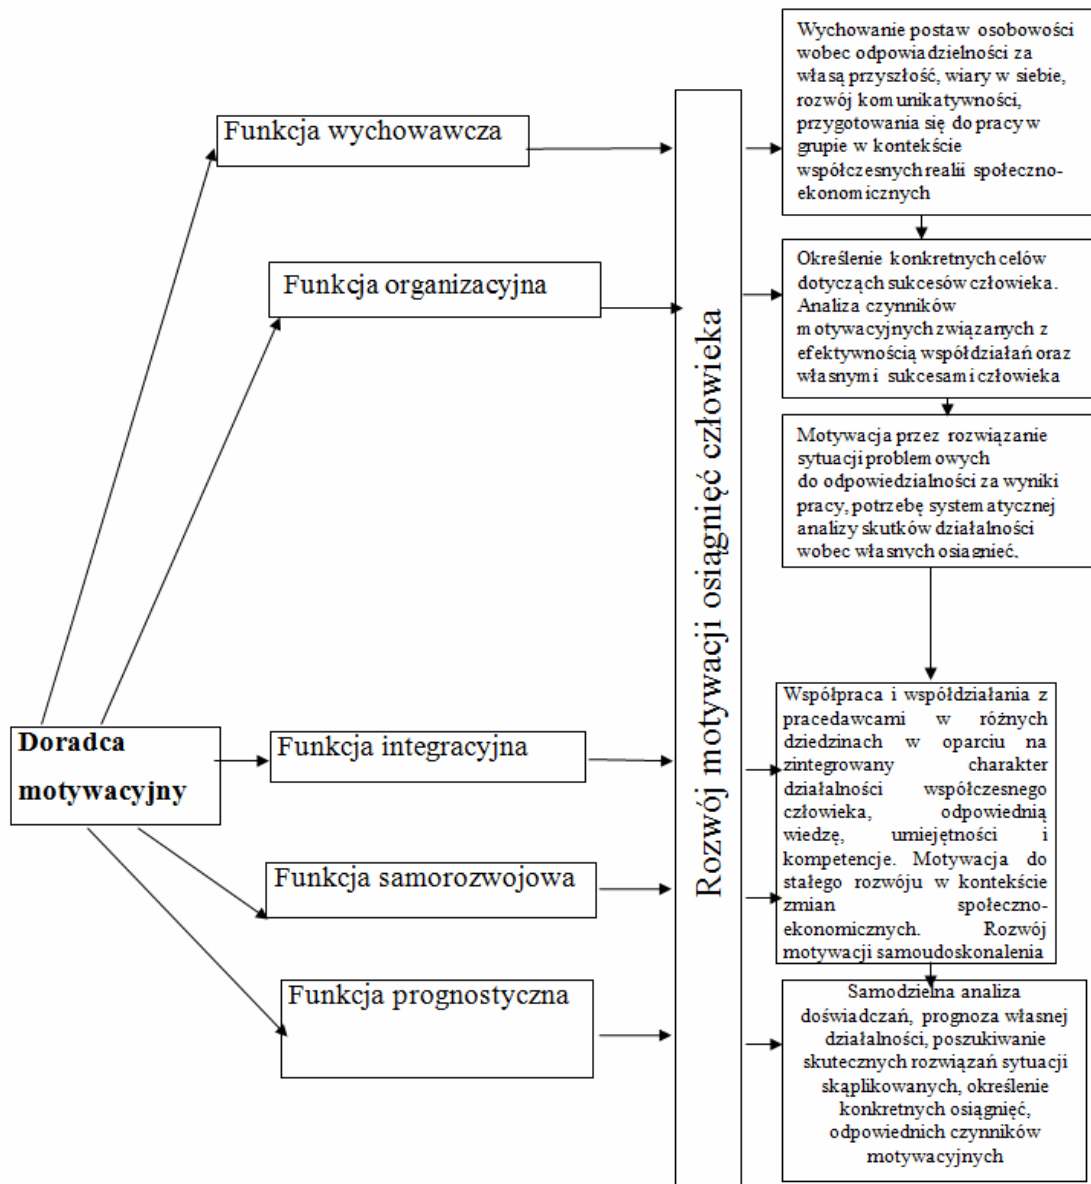 Wychowanie postaw osobowości
wobec odpowiadzielności za
własą przyszłość, wiary w siebie,
rozwój komunikatywności,
przygotowania się do pracy w
grupie w kontekście
współczesnych realii społeczno-
ekonomicznych
Funkcja wychowawcza
Funkcja organizacyjna
Określenie konkretnych celów
dotycząch sukcesów człowieka.
Analiza czynników
motywacyjnych związanych z
efektywnością współdziałań oraz
własnymi sukcesami człowieka
Rozwój motywacji osiągnięć człowieka
Motywacja przez rozwiązanie
sytuacji problemowych
do odpowiedzialności za wyniki
pracy, potrzebę systematycznej
analizy skutków działalności
wobec własnych osiągnięć.
Doradca
motywacyjny
Funkcja integracyjna
Funkcja samorozwojowa
Funkcja prognostyczna
Współpraca i współdziałania z
pracedawcami w różnych
dziedzinach w oparciu na
zintegrowany charakter
działalności współczesnego
człowieka, odpowiednią
wiedzę, umiejętności i
kompetencje. Motywacja do
stałego rozwóju w kontekście
zmian społeczno-
ekonomicznych. Rozwój
motywacji samoudoskonalenia
Samodzielna analiza
doświadczań, prognoza własnej
działalności, poszukiwanie
skutecznych rozwiązań sytuacji
skąplikowanych, określenie
konkretnych osiągnięć,
odpowiednich czynników
motywacyjnych